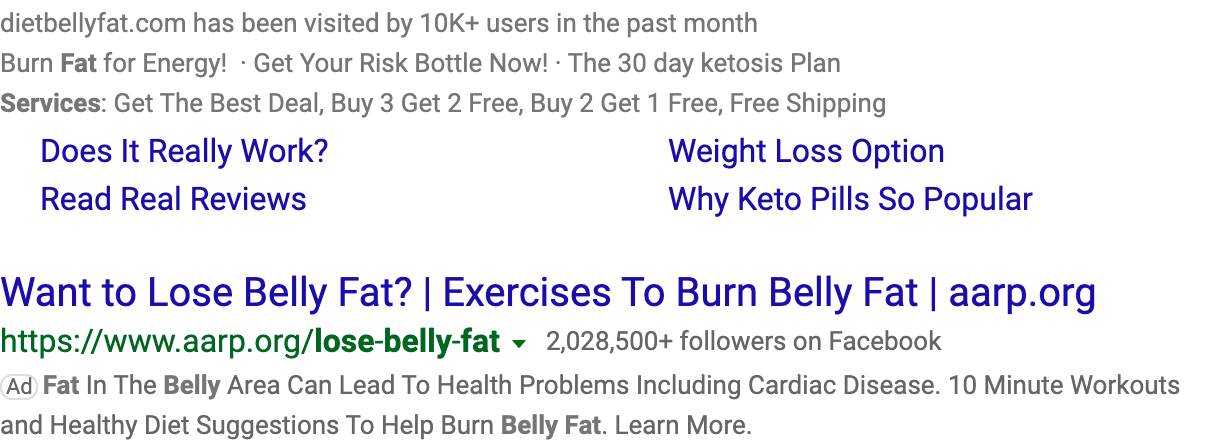 dietbellyfat.com has been visited by 10K+ users in the past month
Burn Fat for Energy! · Get Your Risk Bottle Now! · The 30 day ketosis Plan
Services: Get The Best Deal, Buy 3 Get 2 Free, Buy 2 Get 1 Free, Free Shipping
Does It Really Work? Weight Loss Option
Read Real Reviews Why Keto Pills So Popular
Want to Lose Belly Fat? | Exercises To Burn Belly Fat | aarp.org
https://www.aarp.org/lose-belly-fat 2,028,500+ followers on Facebook
Ad Fat In The Belly Area Can Lead To Health Problems Including Cardiac Disease. 10 Minute Workouts
and Healthy Diet Suggestions To Help Burn Belly Fat. Learn More.